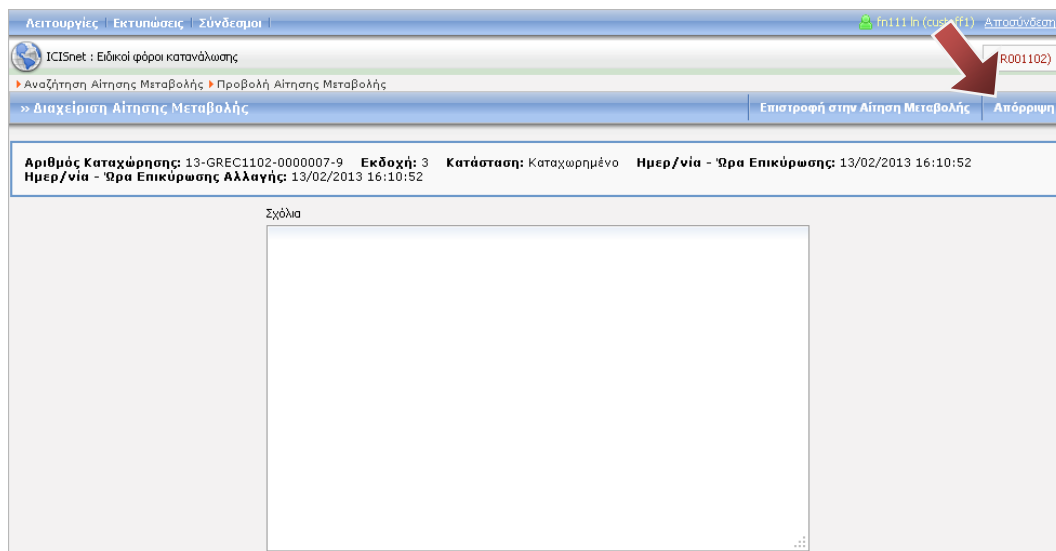 Λειτουργίες | Εκτυπώσεις | Σύνδεσμοι | fn111 ln (custoff1) Αποσύνδεση
ICISnet : Ειδικοί φόροι κατανάλωσης R001102)
Αναζήτηση Αίτησης Μεταβολής Προβολή Αίτησης Μεταβολής
» Διαχείριση Αίτησης Μεταβολής Επιστροφή στην Αίτηση Μεταβολής Απόρριψη
Αριθμός Καταχώρησης: 13-GREC1102-0000007-9 Εκδοχή: 3 Κατάσταση: Καταχωρημένο Ημερ/νία - Ώρα Επικύρωσης: 13/02/2013 16:10:52
Ημερ/νία - Ώρα Επικύρωσης Αλλαγής: 13/02/2013 16:10:52
Σχόλια